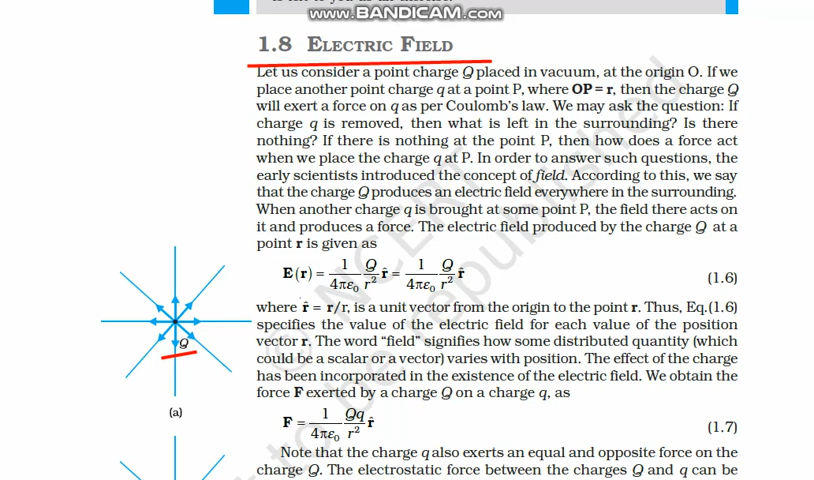 www.BANDICAM.com
1.8 ELECTRIC FIELD
Let us consider a point charge Q placed in vacuum, at the origin O. If we
place another point charge q at a point P, where OP = r, then the charge Q
will exert a force on q as per Coulomb's law. We may ask the question: If
charge q is removed, then what is left in the surrounding? Is there
nothing? If there is nothing at the point P, then how does a force act
when we place the charge q at P. In order to answer such questions, the
early scientists introduced the concept of field. According to this, we say
that the charge Q produces an electric field everywhere in the surrounding.
When another charge q is brought at some point P, the field there acts on
it and produces a force. The electric field produced by the charge Q at a
point r is given as
E(r) = 1/4πε₀ Q/r² r̂ = 1/4πε₀ Q/r² r̂ (1.6)
where r̂ = r/r, is a unit vector from the origin to the point r. Thus, Eq.(1.6)
specifies the value of the electric field for each value of the position
vector r. The word "field" signifies how some distributed quantity (which
could be a scalar or a vector) varies with position. The effect of the charge
has been incorporated in the existence of the electric field. We obtain the
force F exerted by a charge Q on a charge q, as
F = 1/4πε₀ Qq/r² r̂ (1.7)
Note that the charge q also exerts an equal and opposite force on the
charge Q. The electrostatic force between the charges Q and q can be
Q
(a)
© NCERT
not to be republished